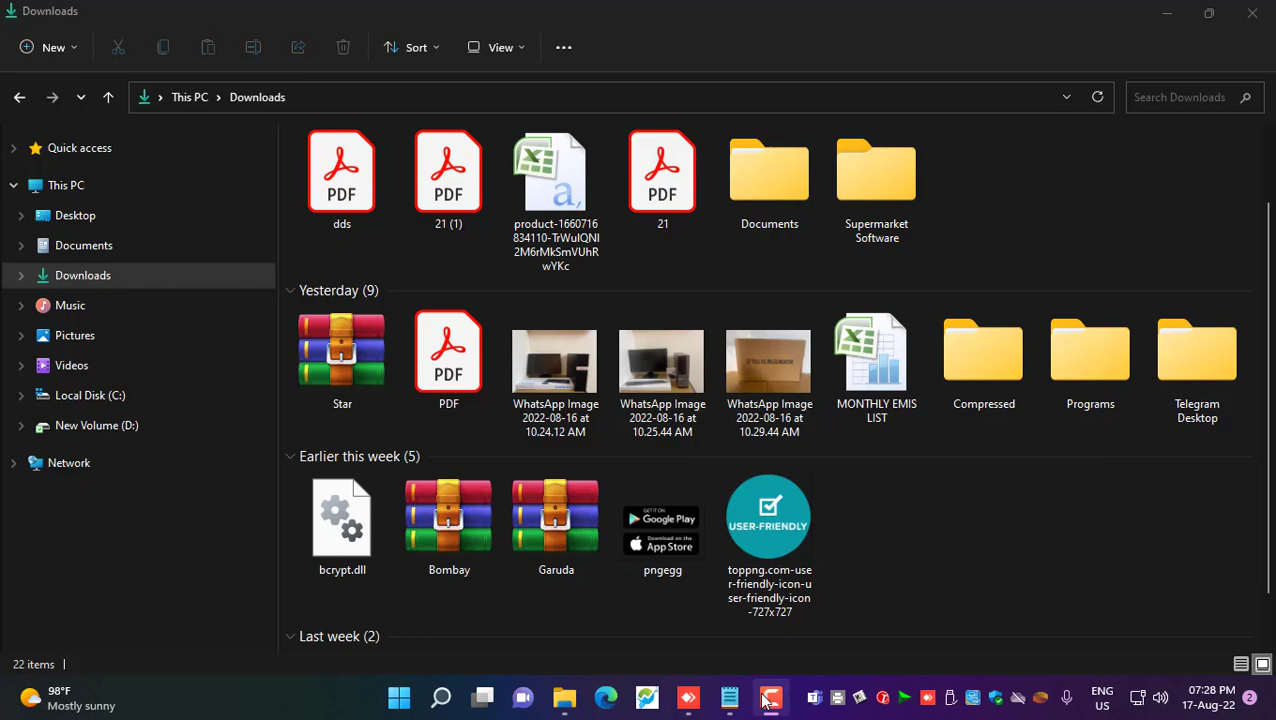 Downloads
New
Sort
View
This PC > Downloads
Search Downloads
Quick access
This PC
Desktop
Documents
Downloads
Music
Pictures
Videos
Local Disk (C:)
New Volume (D:)
Network
PDF
dds
PDF
21 (1)
a,
product-1660716
834110-TrWulQNI
2M6rMkSmVUhR
wYKc
PDF
21
Documents
Supermarket
Software
Yesterday (9)
Star
PDF
PDF
WhatsApp Image
2022-08-16 at
10.24.12 AM
WhatsApp Image
2022-08-16 at
10.25.44 AM
WhatsApp Image
2022-08-16 at
10.29.44 AM
MONTHLY EMIS
LIST
Compressed
Programs
Telegram
Desktop
Earlier this week (5)
bcrypt.dll
Bombay
Garuda
GET IT ON
Google Play
Download on the
App Store
pngegg
USER-FRIENDLY
toppng.com-use
r-friendly-icon-u
ser-friendly-icon
-727x727
Last week (2)
22 items
98°F
Mostly sunny
ENG
US
07:28 PM
17-Aug-22
2